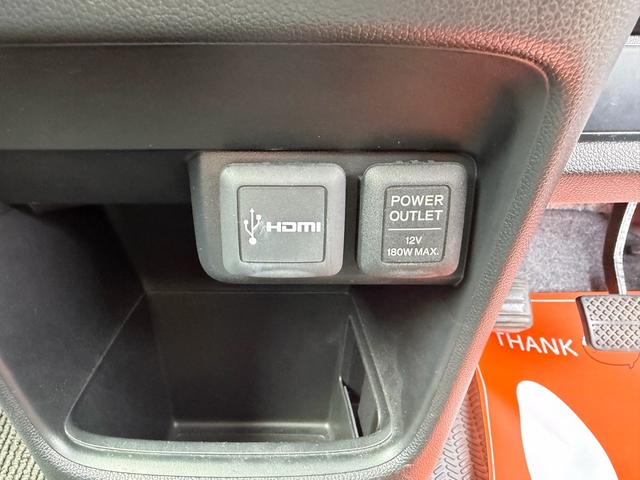 HDMI
POWER
OUTLET
12V
180W MAX.
THANK